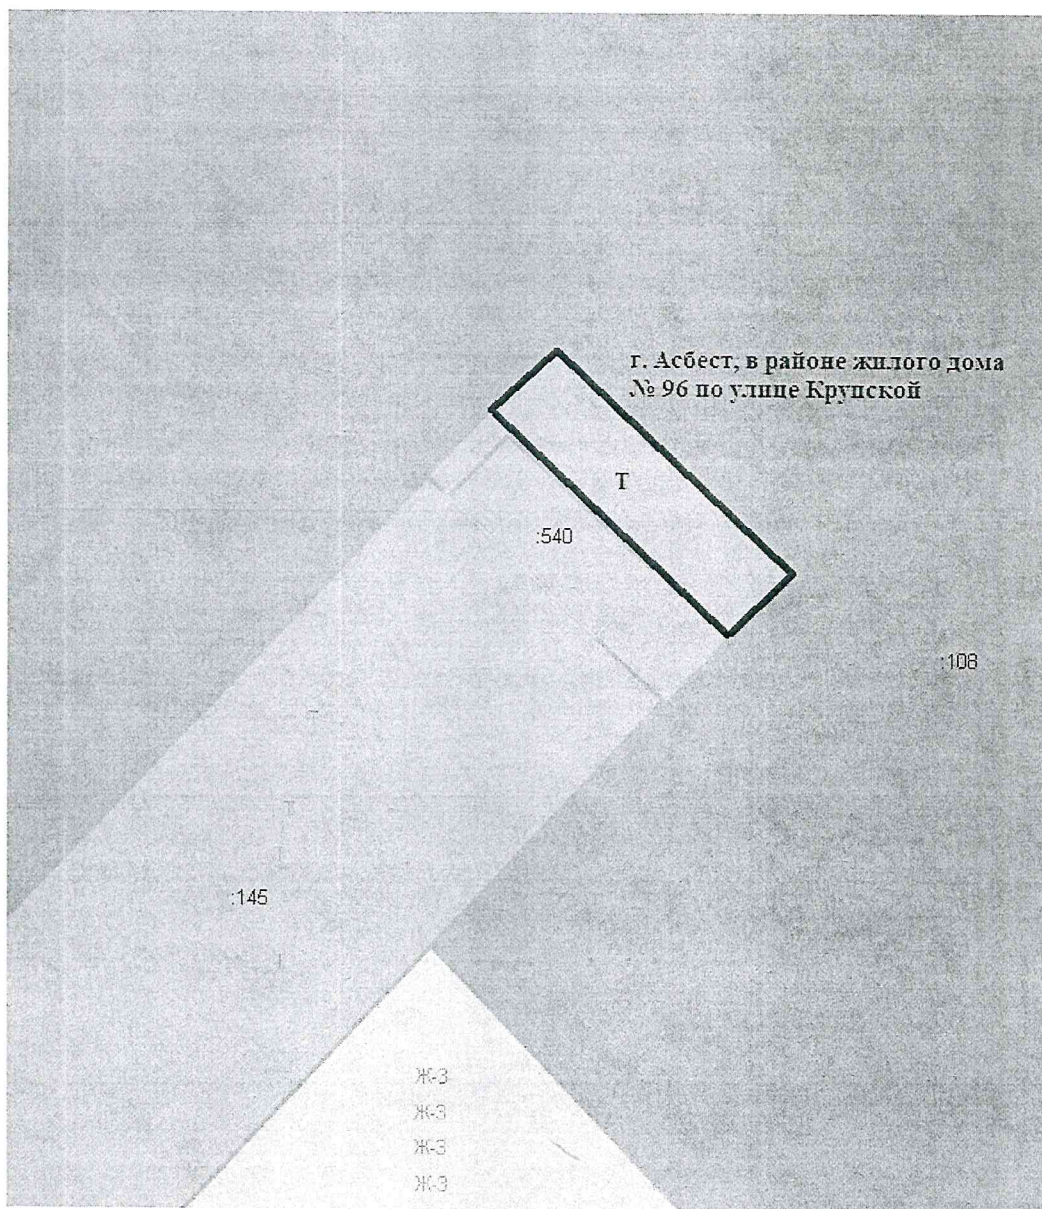 г. Асбест, в районе жилого дома
№ 96 по улице Крупской
Т
:540
:108
:145
Ж-3
Ж-3
Ж-3
Ж-3